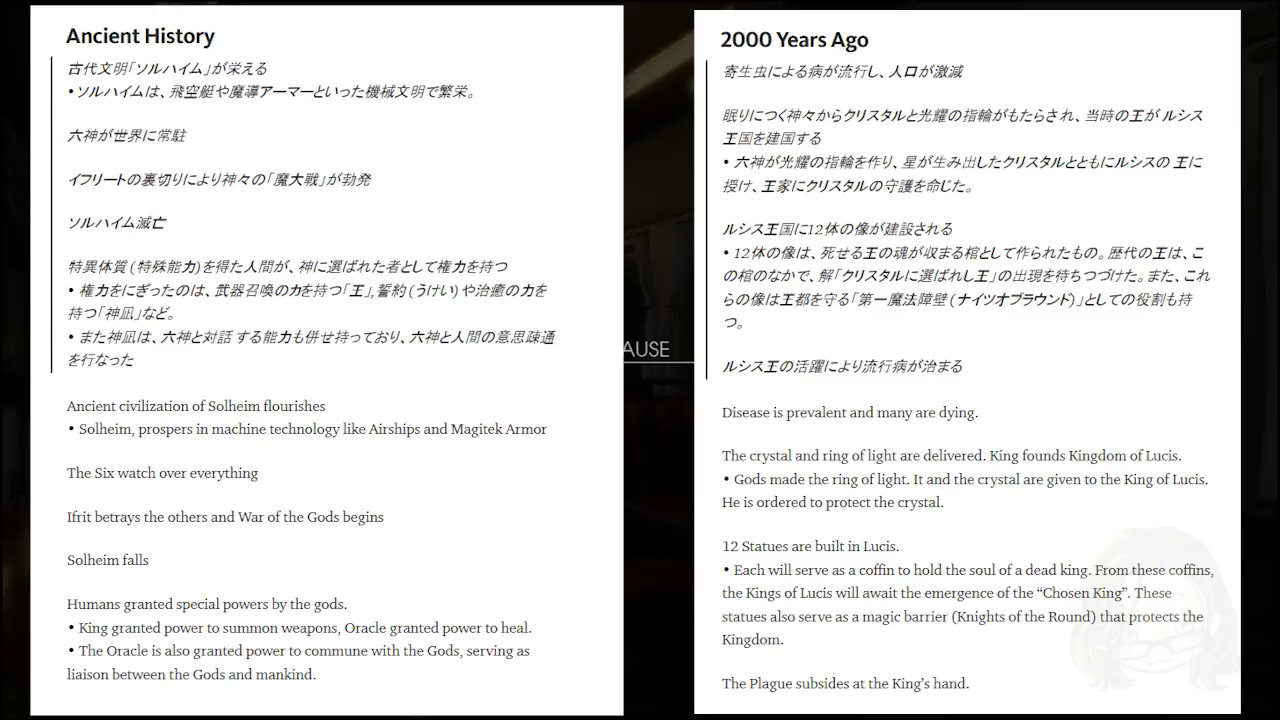 Ancient History
古代文明「ソルハイム」が栄える
•ソルハイムは、飛空艇や魔導アーマーといった機械文明で繁栄。
六神が世界に常駐
イフリートの裏切りにより神々の「魔大戦」が勃発
ソルハイム滅亡
特異体質 (特殊能力)を得た人間が、神に選ばれた者として権力を持つ
• 権力をにぎったのは、武器召喚の力を持つ「王」,誓約 (うけい)や治癒の力を
持つ「神凪」など。
• また神凪は、六神と対話 する能力も併せ持っており、六神と人間の意思疎通
を行なった
Ancient civilization of Solheim flourishes
• Solheim, prospers in machine technology like Airships and Magitek Armor
The Six watch over everything
Ifrit betrays the others and War of the Gods begins
Solheim falls
Humans granted special powers by the gods.
• King granted power to summon weapons, Oracle granted power to heal.
• The Oracle is also granted power to commune with the Gods, serving as
liaison between the Gods and mankind.
AUSE
2000 Years Ago
寄生虫による病が流行し、人口が激減
眠りにつく神々からクリスタルと光耀の指輪がもたらされ、当時の王が ルシス
王国を建国する
• 六神が光耀の指輪を作り、星が生み出したクリスタルとともにルシスの 王に
授け、王家にクリスタルの守護を命じた。
ルシス王国に12体の像が建設される
• 12体の像は、死せる王の魂が収まる棺として作られたもの。歴代の王は、こ
の棺のなかで、解「クリスタルに選ばれし王」の出現を待ちつづけた。また、これ
らの像は王都を守る「第一魔法障壁 (ナイツオブラウンド)」としての役割も持
つ。
ルシス王の活躍により流行病が治まる
Disease is prevalent and many are dying.
The crystal and ring of light are delivered. King founds Kingdom of Lucis.
• Gods made the ring of light. It and the crystal are given to the King of Lucis.
He is ordered to protect the crystal.
12 Statues are built in Lucis.
• Each will serve as a coffin to hold the soul of a dead king. From these coffins,
the Kings of Lucis will await the emergence of the “Chosen King”. These
statues also serve as a magic barrier (Knights of the Round) that protects the
Kingdom.
The Plague subsides at the King’s hand.